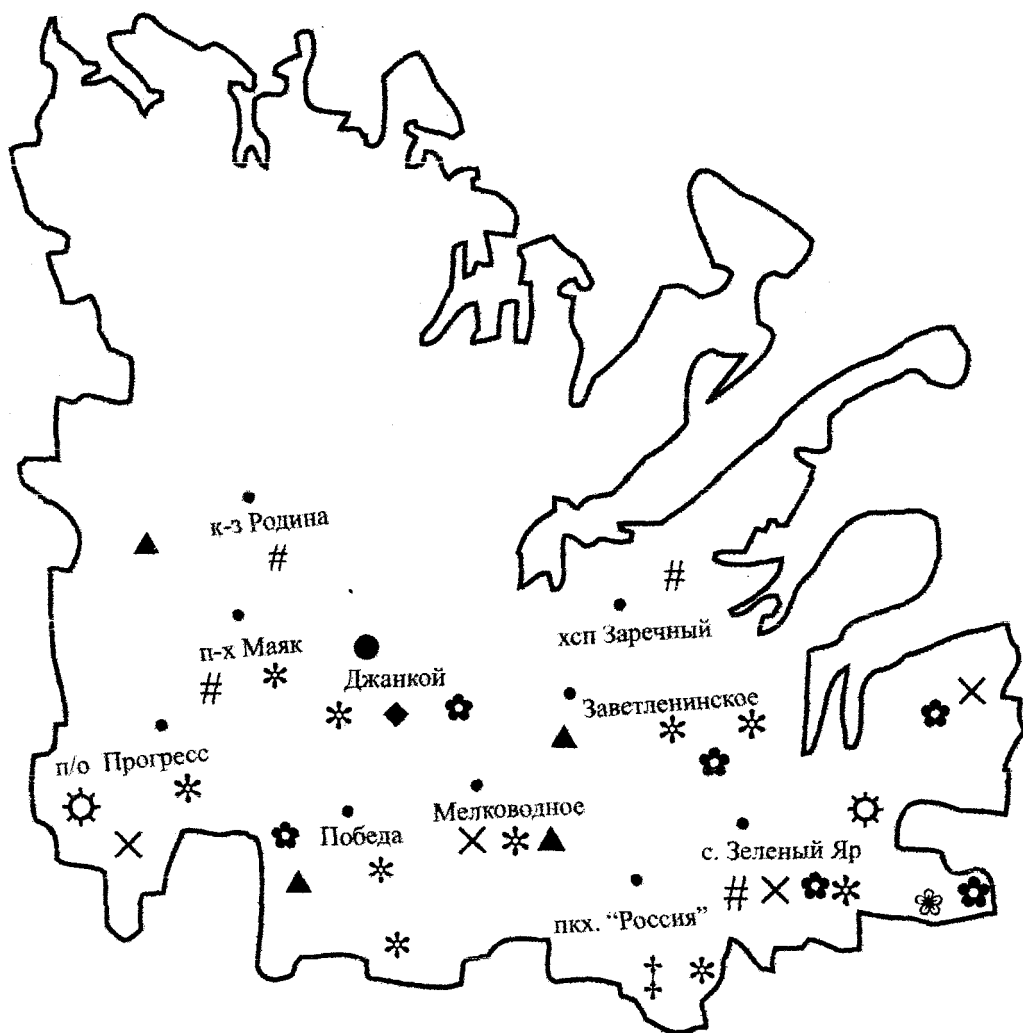 к-з Родина
хсп Заречный
п-х Маяк
Джанкой
Заветленинское
п/о Прогресс
Мелководное
Победа
с. Зеленый Яр
пкх. "Россия"